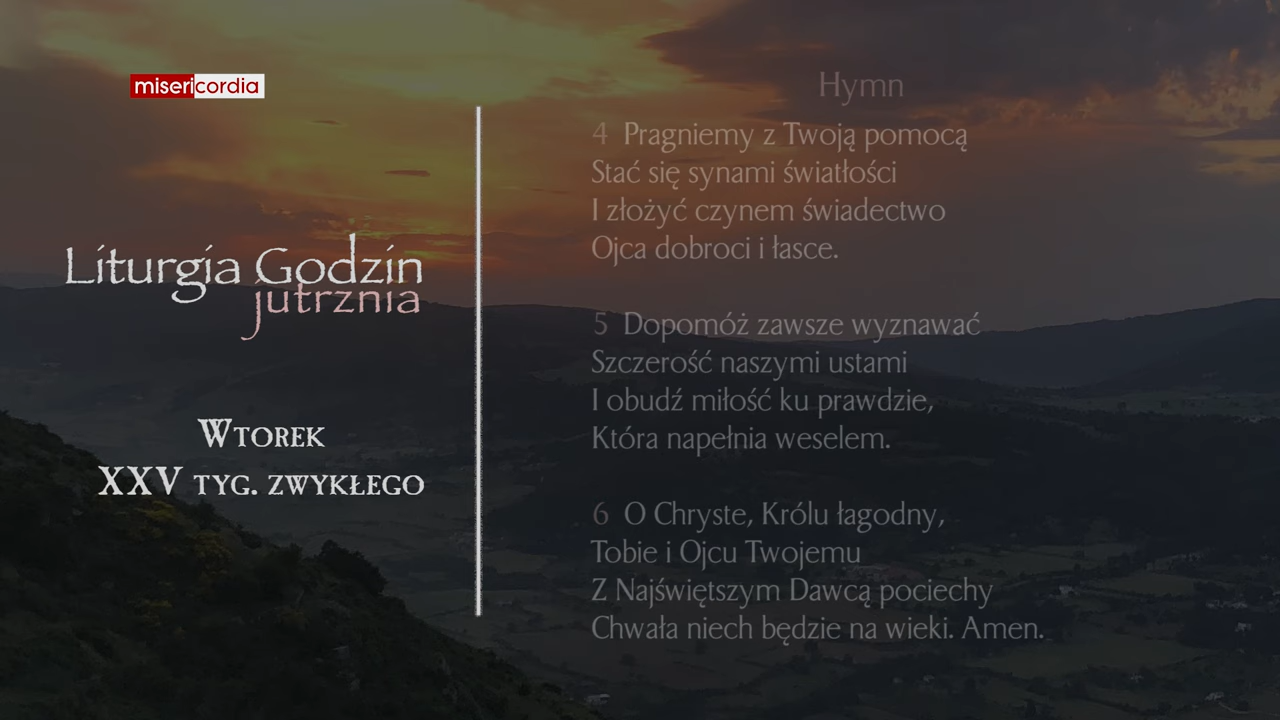 misericordia
Liturgia Godzin
jutrznia
Wtorek
XXV tyg. zwykłego
Hymn
4 Pragniemy z Twoją pomocą
Stać się synami światłości
I złożyć czynem świadectwo
Ojca dobroci i łasce.
5 Dopomóż zawsze wyznawać
Szczerość naszymi ustami
I obudź miłość ku prawdzie,
Która napełnia weselem.
6 O Chryste, Królu łagodny,
Tobie i Ojcu Twojemu
Z Najświętszym Dawcą pociechy
Chwała niech będzie na wieki. Amen.